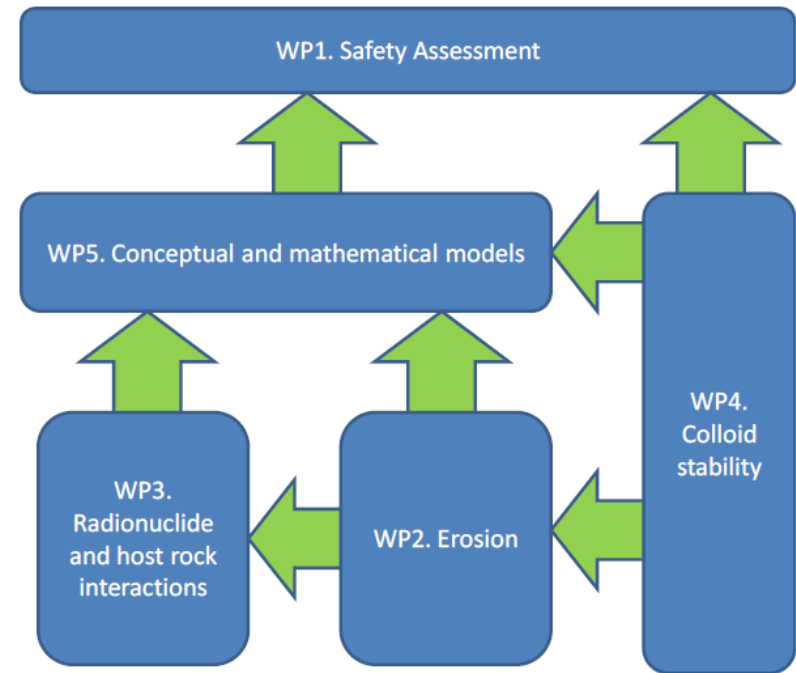 WP1. Safety Assessment
WP5. Conceptual and mathematical models
WP4.
Colloid
stability
WP3.
Radionuclide
and host rock
interactions
WP2. Erosion